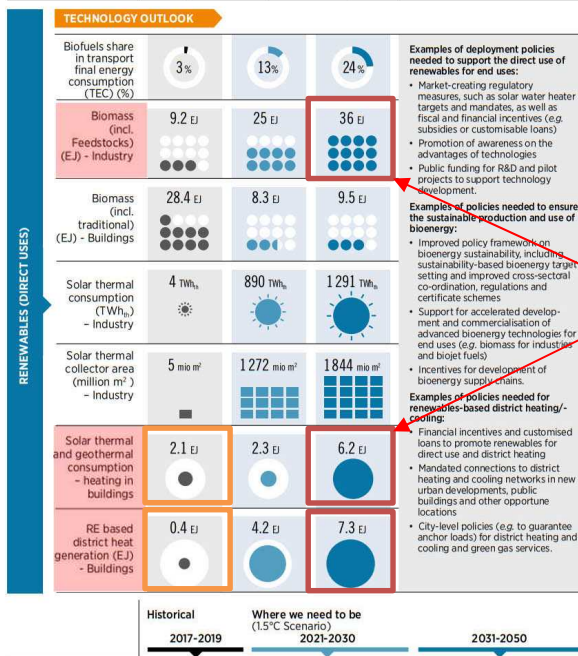 TECHNOLOGY OUTLOOK
RENEWABLES (DIRECT USES)
Biofuels share
in transport
final energy
consumption
(TEC) (%)
3 %
13%
24 %
Biomass
(incl.
Feedstocks)
(EJ) - Industry
9.2 EJ
25 EJ
36 EJ
Biomass
(incl.
traditional)
(EJ) - Buildings
28.4 EJ
8.3 EJ
9.5 EJ
Solar thermal
consumption
(TWhth)
– Industry
4 TWhth
890 TWhth
1 291 TWhth
Solar thermal
collector area
(million m² )
– Industry
5 mio m²
1 272 mio m²
1 844 mio m²
Solar thermal
and geothermal
consumption
– heating in
buildings
2.1 EJ
2.3 EJ
6.2 EJ
RE based
district heat
generation (EJ)
- Buildings
0.4 EJ
4.2 EJ
7.3 EJ
Examples of deployment policies
needed to support the direct use of
renewables for end uses:
• Market-creating regulatory
measures, such as solar water heater
targets and mandates, as well as
fiscal and financial incentives (e.g.
subsidies or customisable loans)
• Promotion of awareness on the
advantages of technologies
• Public funding for R&D and pilot
projects to support technology
development.
Examples of policies needed to ensure
the sustainable production and use of
bioenergy:
• Improved policy framework on
bioenergy sustainability, including
sustainability-based bioenergy target
setting and improved cross-sectoral
co-ordination, regulations and
certificate schemes
• Support for accelerated develop-
ment and commercialisation of
advanced bioenergy technologies for
end uses (e.g. biomass for industries
and biojet fuels)
• Incentives for development of
bioenergy supply chains.
Examples of policies needed for
renewables-based district heating/-
cooling:
• Financial incentives and customised
loans to promote renewables for
direct use and district heating
• Mandated connections to district
heating and cooling networks in new
urban developments, public
buildings and other opportune
locations
• City-level policies (e.g. to guarantee
anchor loads) for district heating and
cooling and green gas services.
Historical
Where we need to be
(1.5°C Scenario)
2017-2019
2021-2030
2031-2050